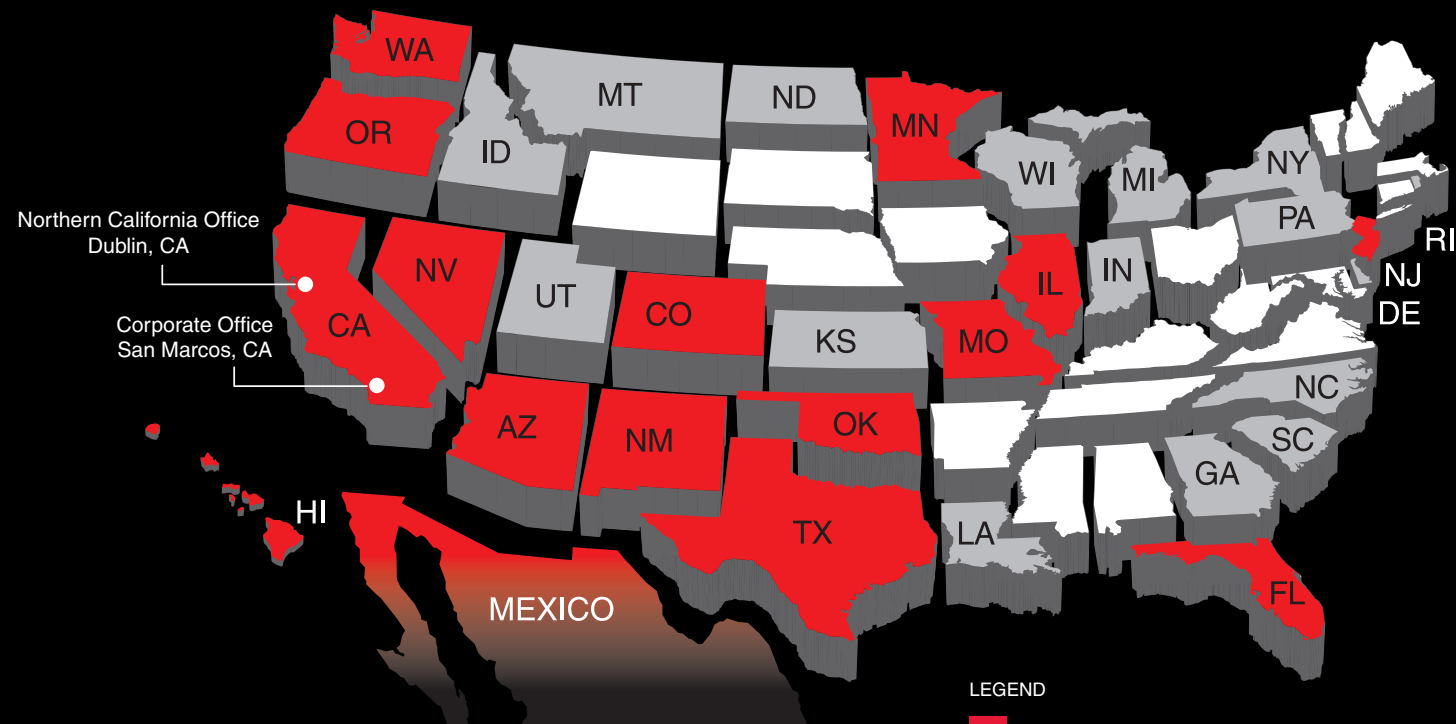 WA
MT
ND
MN
OR
ID
WI
MI
NY
PA
RI
Northern California Office
Dublin, CA
NV
UT
CO
IL
IN
NJ
DE
Corporate Office
San Marcos, CA
CA
KS
MO
NC
AZ
NM
OK
SC
GA
HI
TX
LA
FL
MEXICO
LEGEND